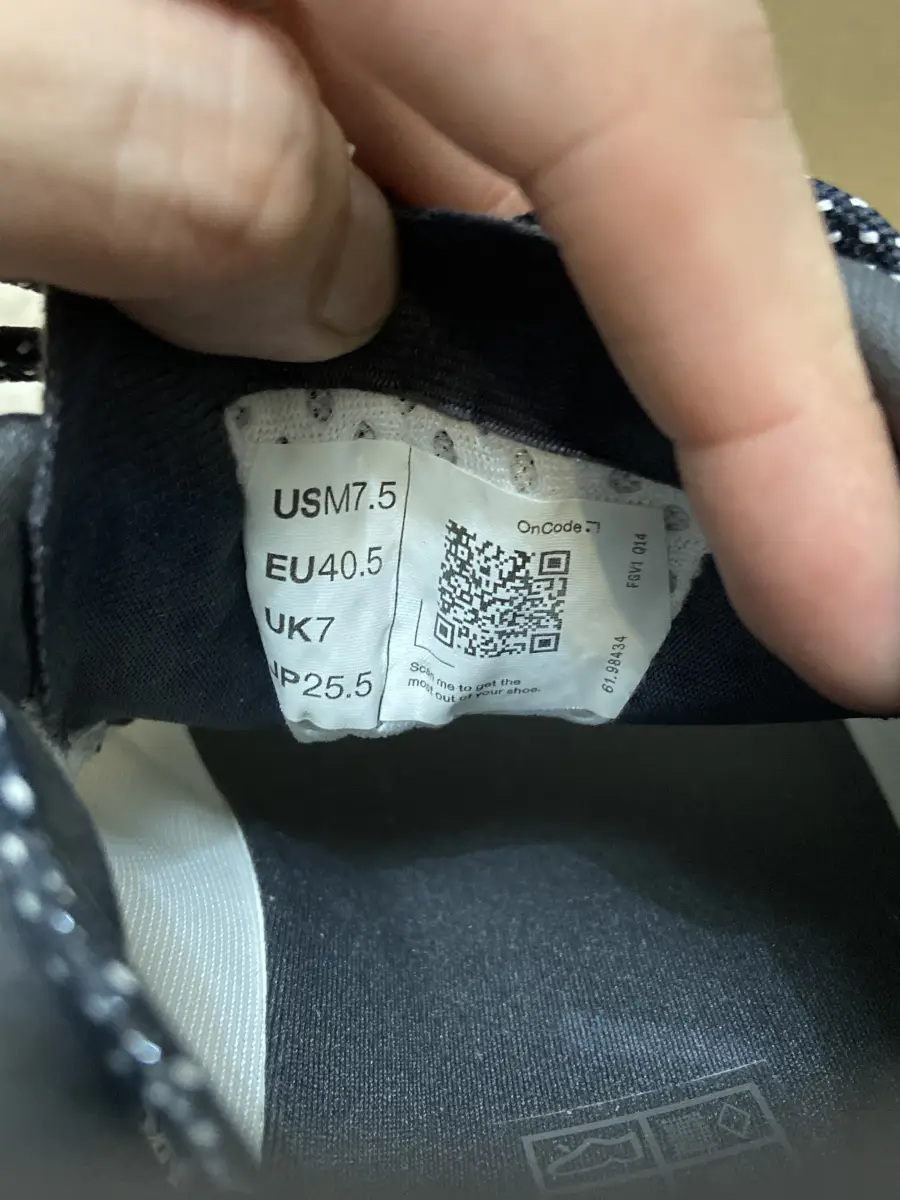 USM7.5
EU40.5
UK7
JP25.5
OnCode
Scan me to get the
most out of your shoe.
FGV1 Q14
61.98434